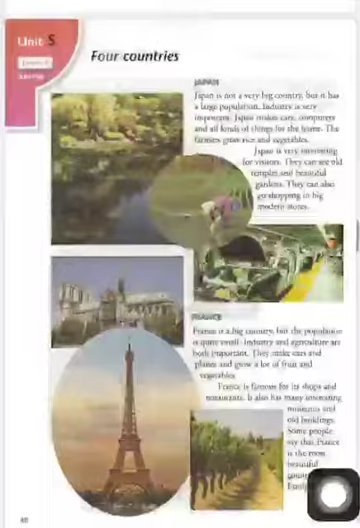 Unit 5
Four countries
JAPAN
Japan is not a very big country, but it has
a large population. Industry is very
important. Japan makes cars, computers
and all kinds of things for the home. The
farmers grow rice and vegetables.
Japan is very interesting
for visitors. They can see old
temples and beautiful
gardens. They can also
go shopping in big
modern stores.
FRANCE
France is a big country, but the population
is quite small. Industry and agriculture are
both important. They make cars and
planes and grow a lot of fruit and
vegetables.
France is famous for its shops and
restaurants. It also has many interesting
museums and
old buildings.
Some people
say that France
is the most
beautiful